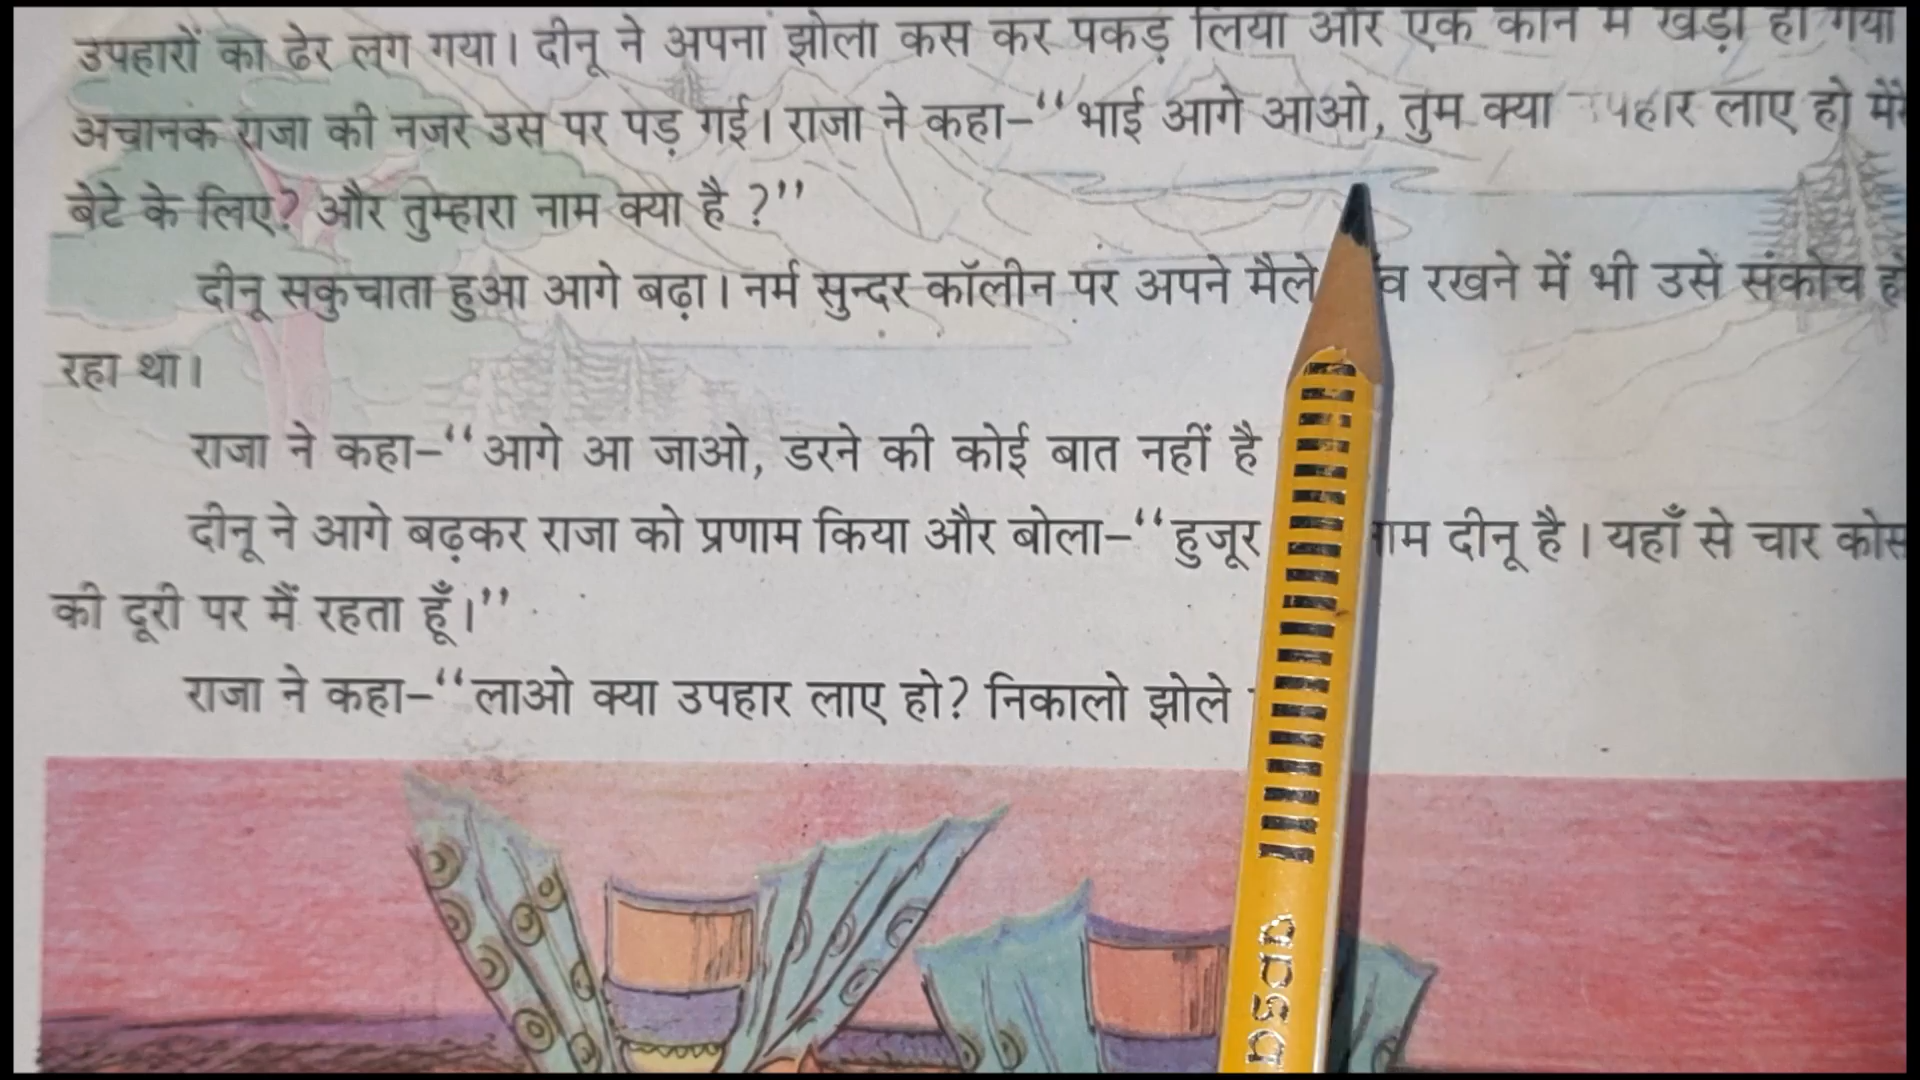 उपहारों का ढेर लग गया। दीनू ने अपना झोला कस कर पकड़ लिया और एक कोने में खड़ा हो गया
अचानक राजा की नजर उस पर पड़ गई। राजा ने कहा-“भाई आगे आओ, तुम क्या लाए हो
बेटे के लिए? और तुम्हारा नाम क्या है ?”
दीनू सकुचाता हुआ आगे बढ़ा। नर्म सुन्दर कॉलीन पर अपने मैले रखने में भी उसे संकोच हो
रहा था।
राजा ने कहा-“आगे आ जाओ, डरने की कोई बात नहीं है
दीनू ने आगे बढ़कर राजा को प्रणाम किया और बोला-“हुजूर दीनू है। यहाँ से चार कोस
की दूरी पर मैं रहता हूँ।”
राजा ने कहा-“लाओ क्या उपहार लाए हो? निकालो झोले